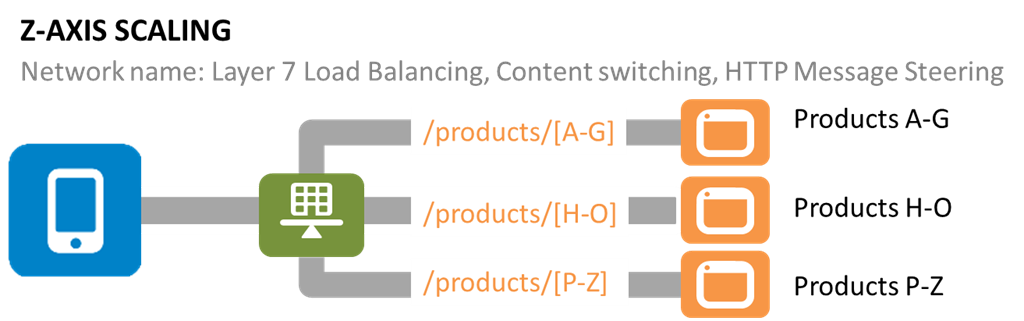 Z-AXIS SCALING
Network name: Layer 7 Load Balancing, Content switching, HTTP Message Steering
/products/[A-G]
Products A-G
/products/[H-O]
Products H-O
/products/[P-Z]
Products P-Z